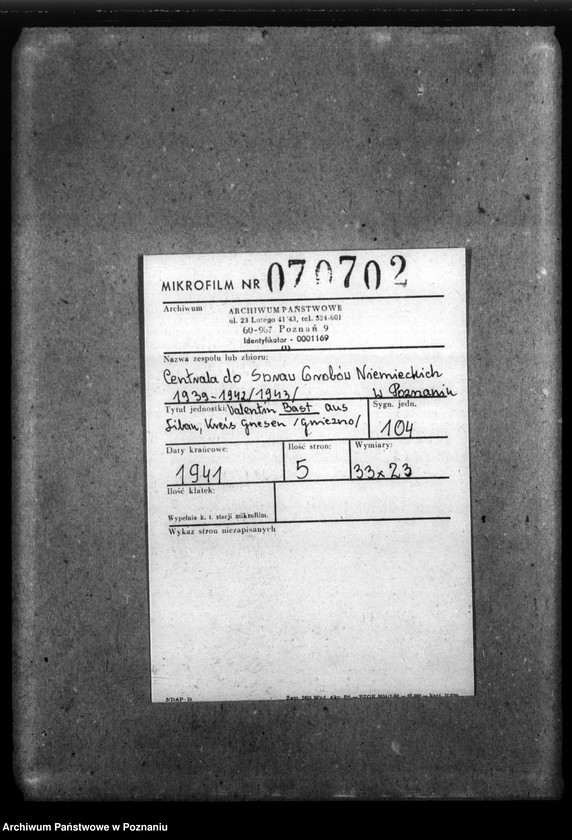 MIKROFILM NR 070702
Archiwum
ARCHIWUM PAŃSTWOWE
ul. 23 Lutego 41/43, tel. 524-601
60-967 Poznań 9
Identyfikator - 0001169
(1)
Nazwa zespołu lub zbioru:
Centrala do Spraw Grobów Niemieckich
1939-1942/1943/ w Poznaniu
Tytuł jednostki: Valentin Bast aus
Libau, Kreis Gnesen /Gniezno/
Sygn. jedn.
104
Daty krańcowe:
1941
Ilość stron:
5
Wymiary:
33x23
Ilość klatek:
Wypełnia k. t. stacji mikrofilm.
Wykaz stron niezapisanych
NDAP-
Archiwum Państwowe w Poznaniu